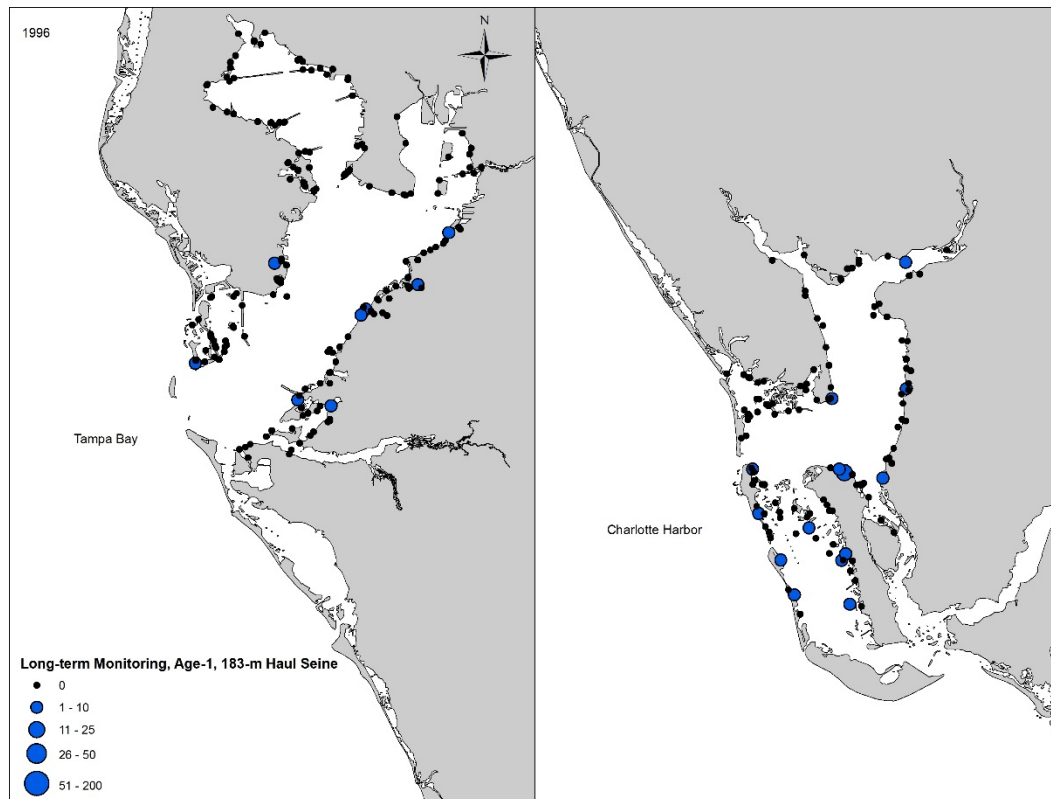 1996
N
Tampa Bay
Charlotte Harbor
Long-term Monitoring, Age-1, 183-m Haul Seine
0
1 - 10
11 - 25
26 - 50
51 - 200